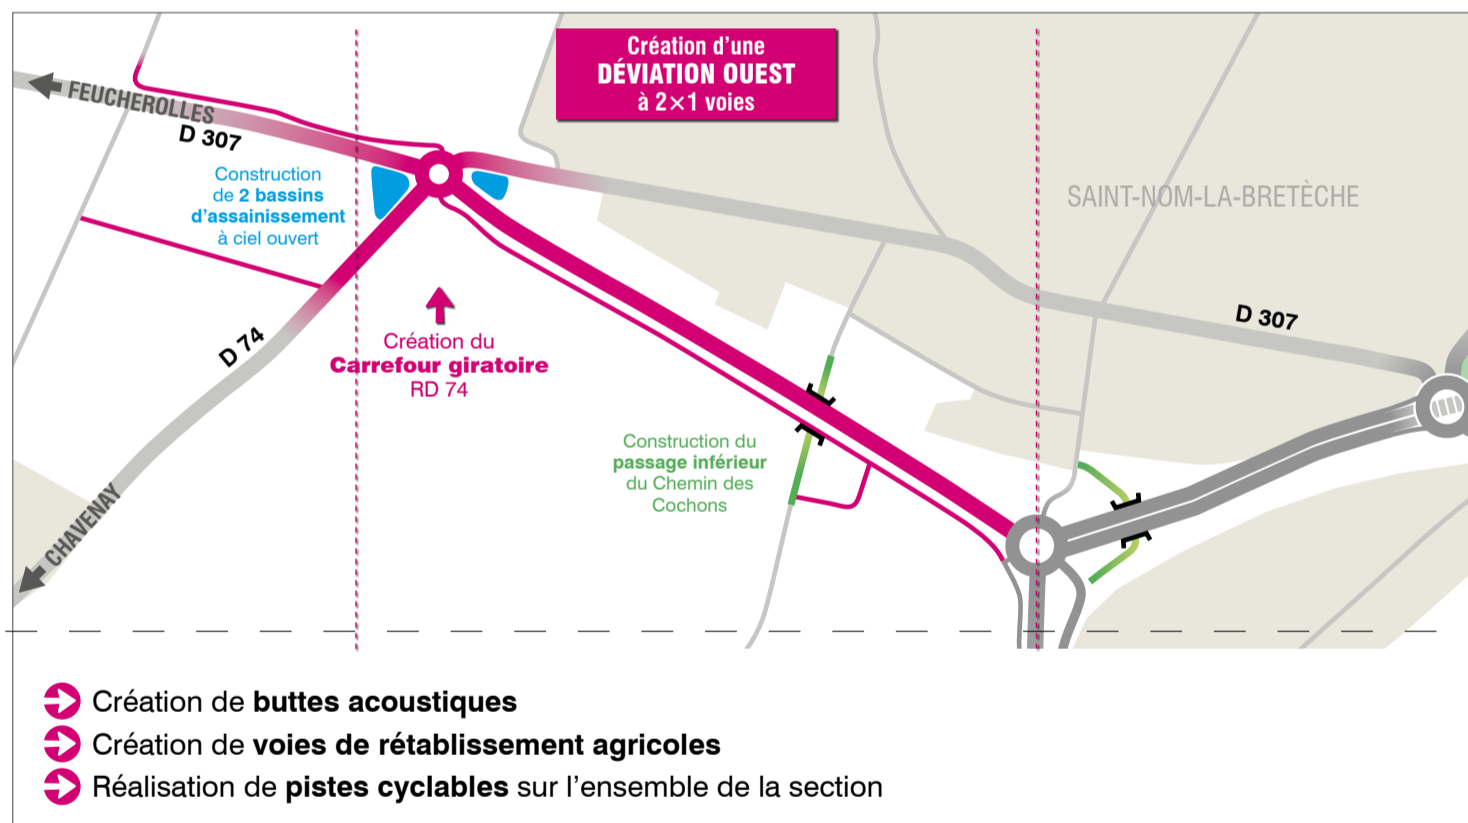 Création d’une
DÉVIATION OUEST
à 2×1 voies
FEUCHEROLLES
D 307
Construction
de 2 bassins
d’assainissement
à ciel ouvert
SAINT-NOM-LA-BRETÈCHE
D 307
D 74
Création du
Carrefour giratoire
RD 74
Construction du
passage inférieur
du Chemin des
Cochons
CHAVENAY
Création de buttes acoustiques
Création de voies de rétablissement agricoles
Réalisation de pistes cyclables sur l’ensemble de la section